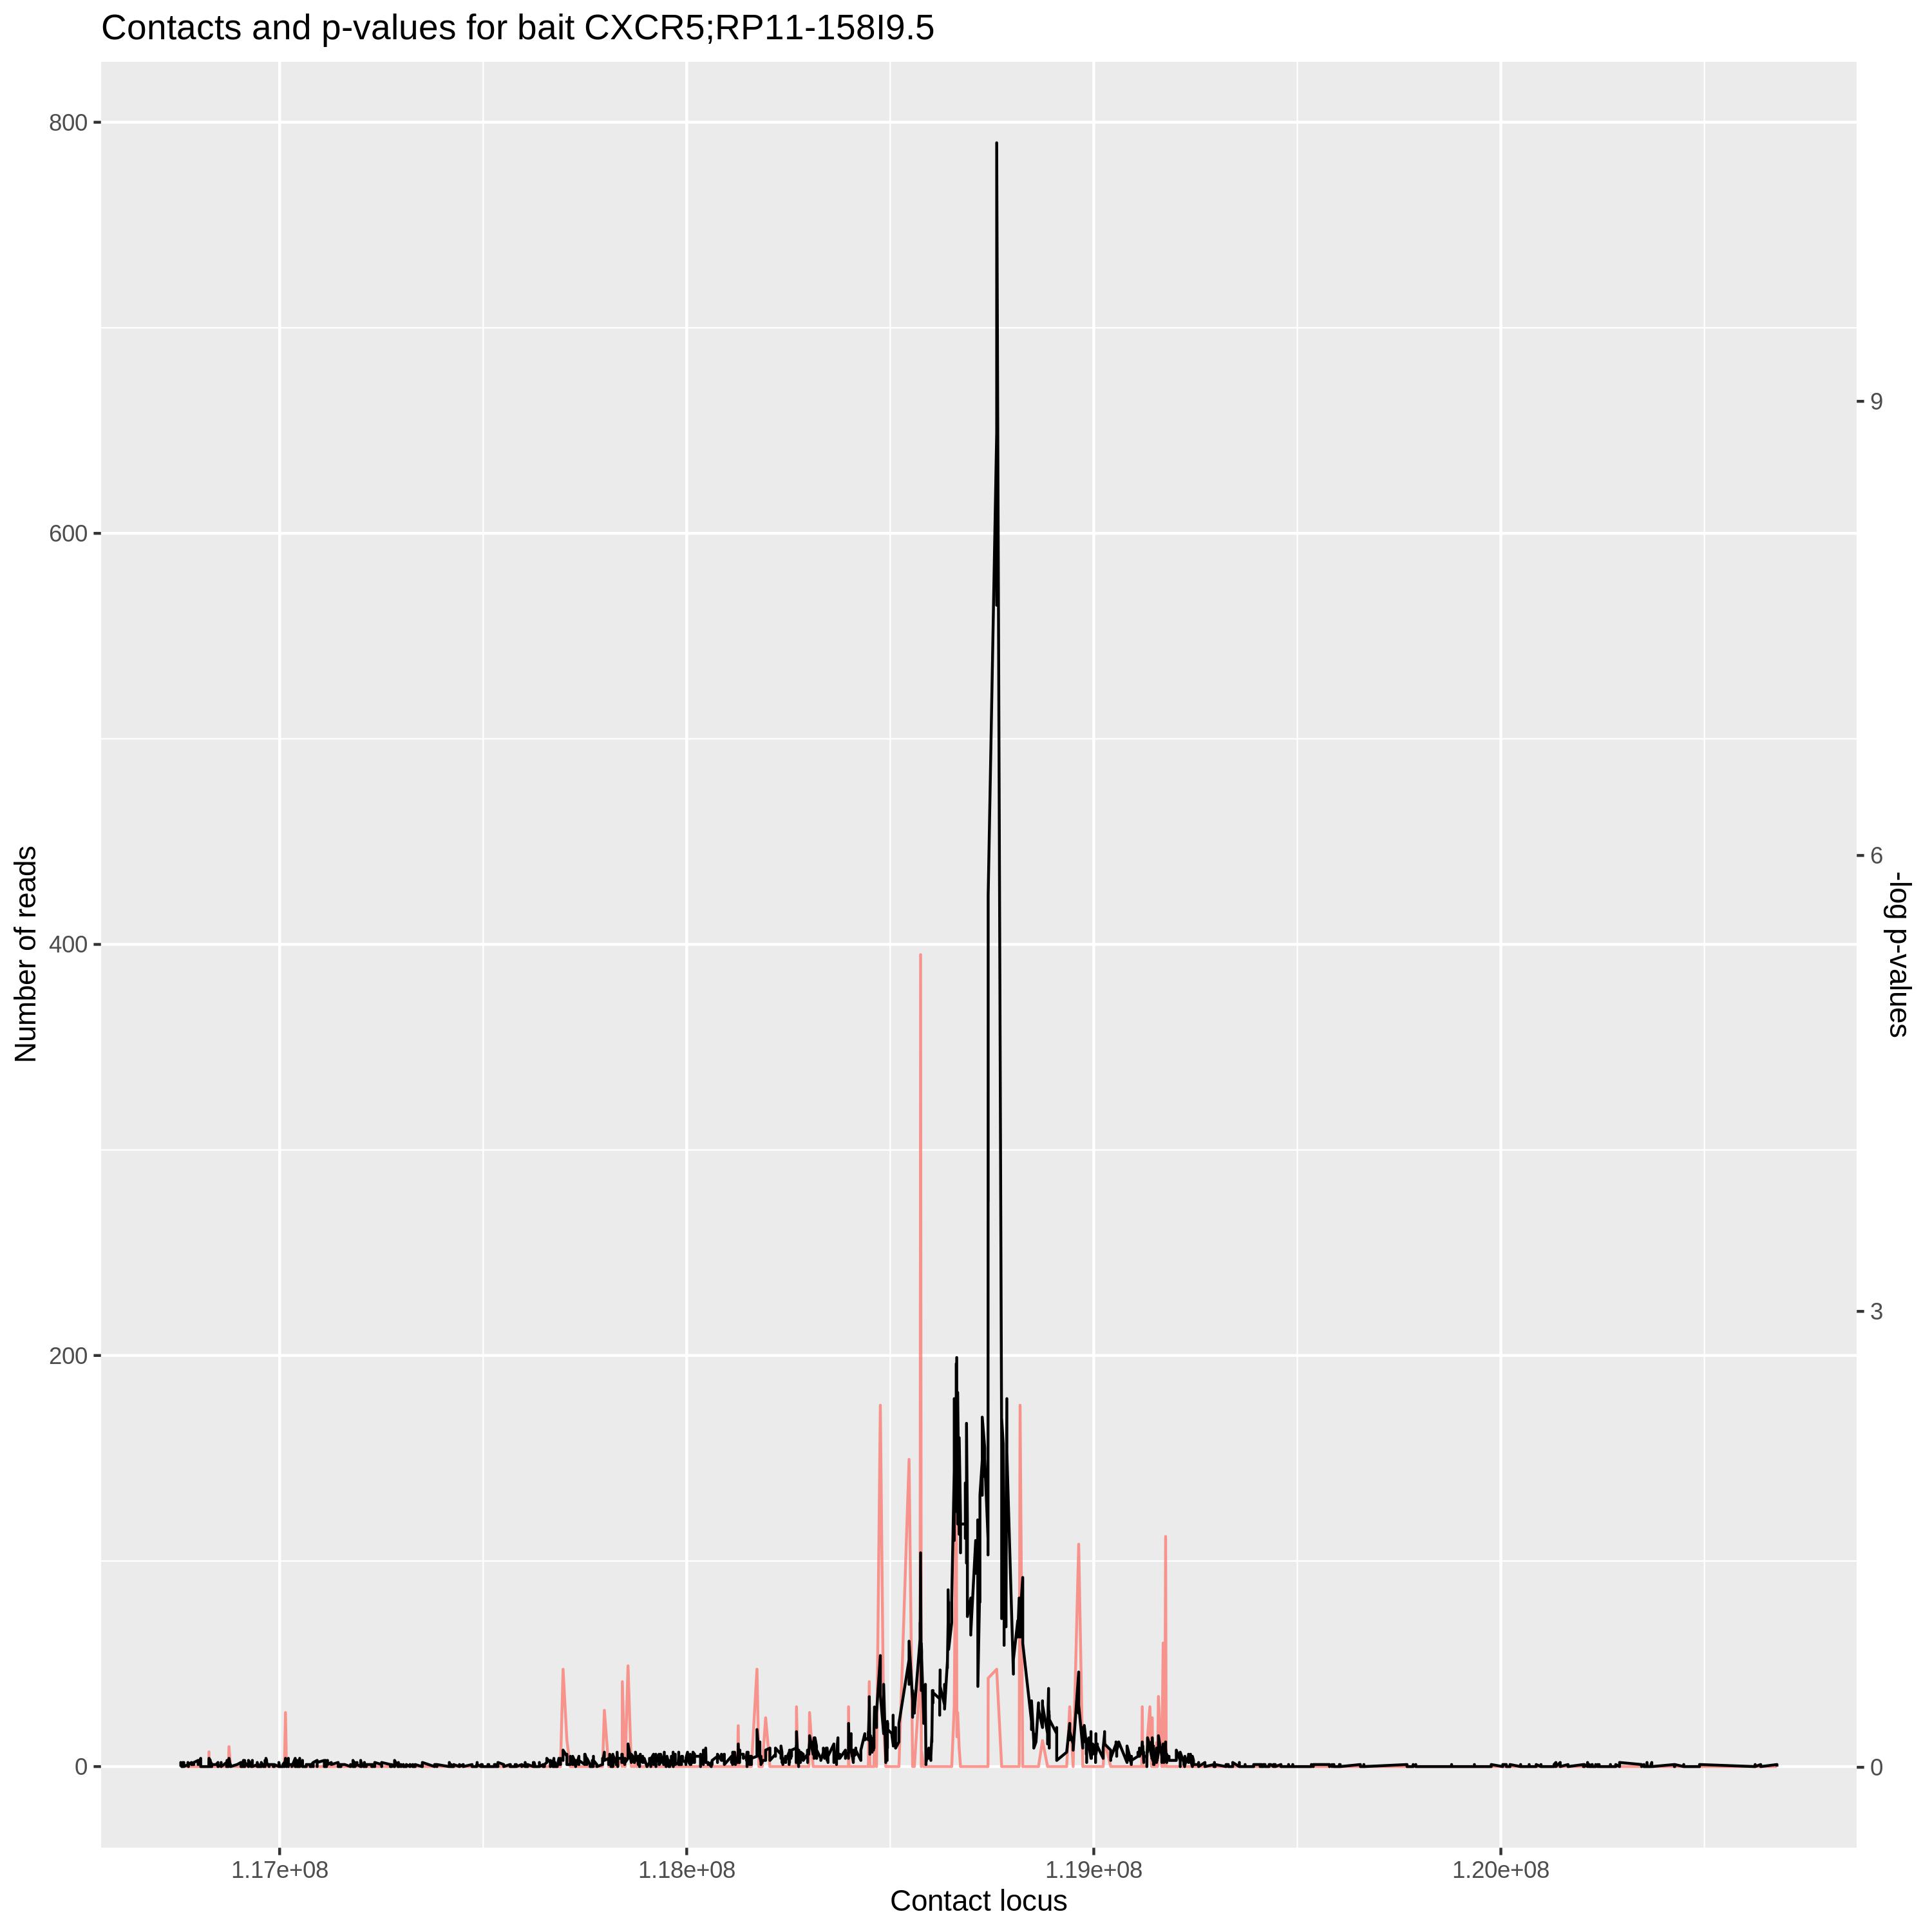 Contacts and p-values for bait CXCR5;RP11-158I9.5
800
600
400
200
0
Number of reads
9
6
3
0
-log p-values
1.17e+08 1.18e+08 1.19e+08 1.20e+08
Contact locus